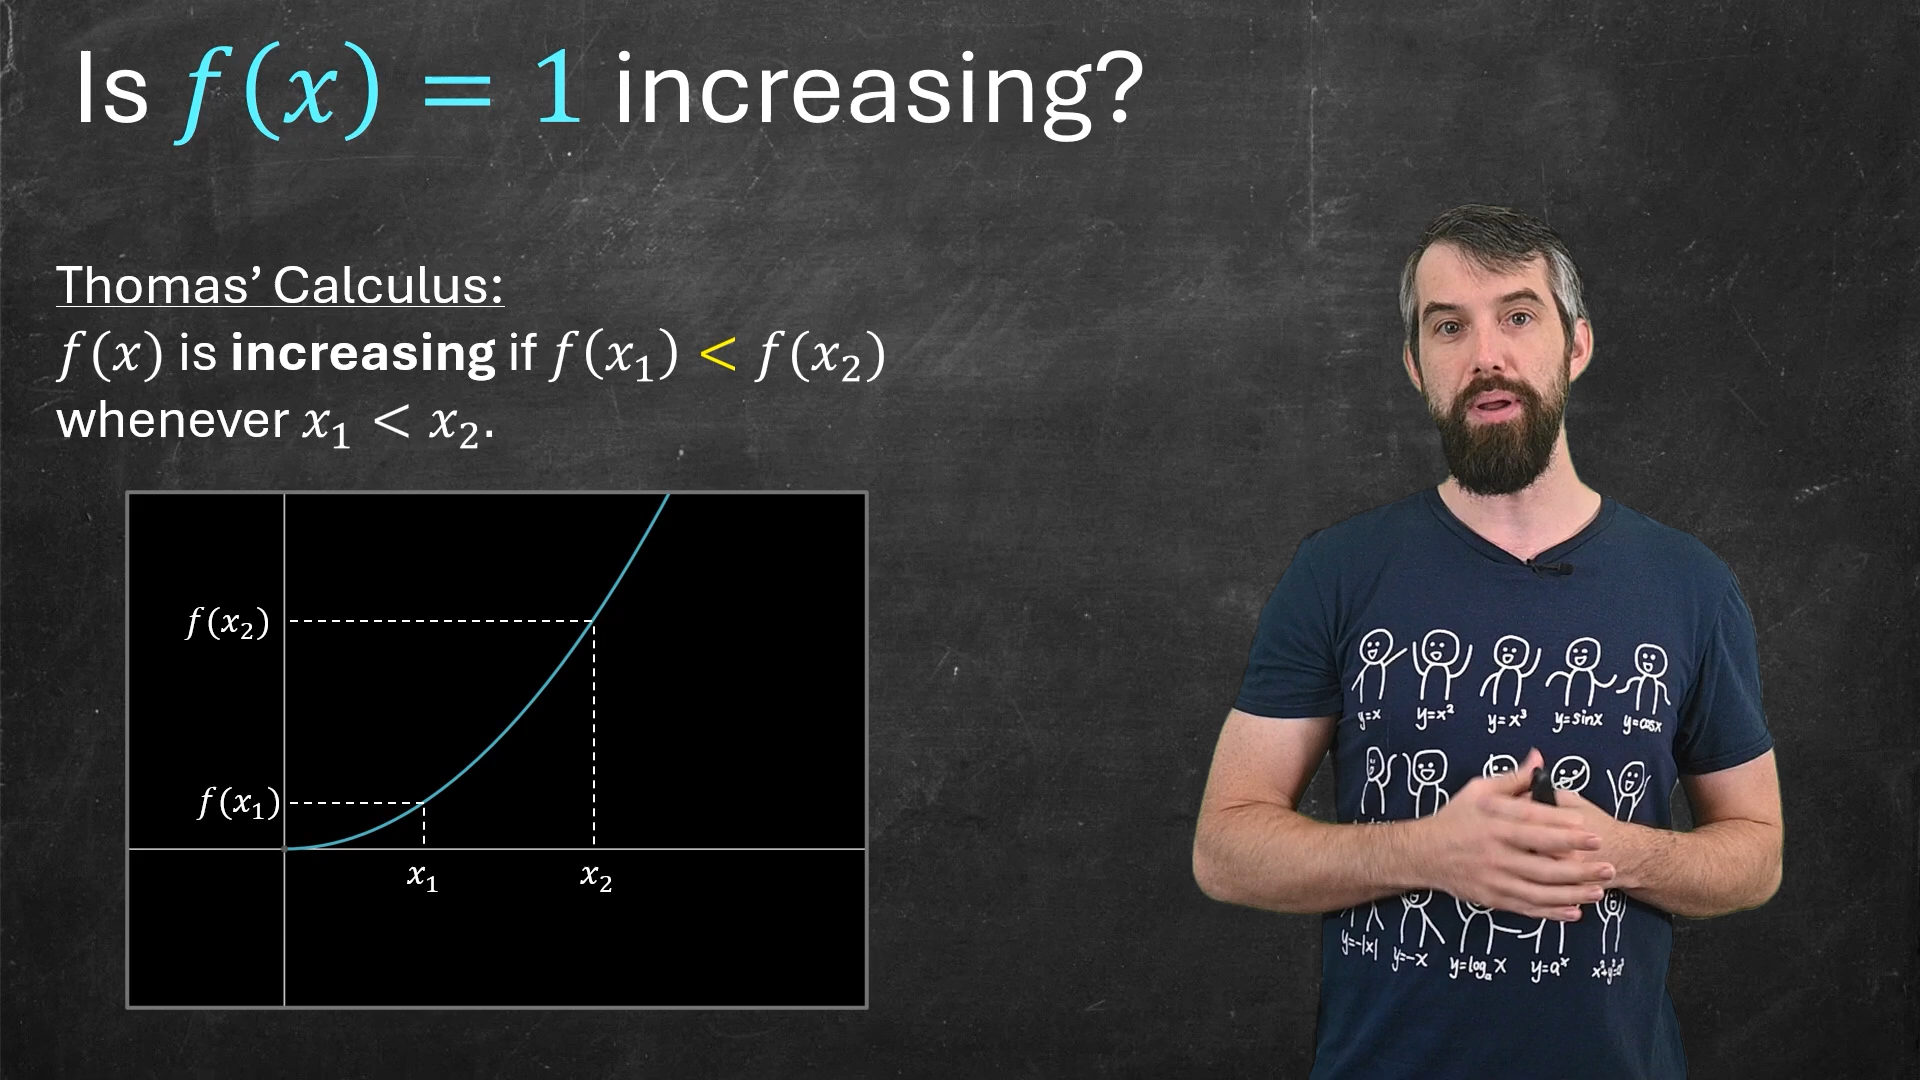 Is f(x) = 1 increasing?
Thomas’ Calculus:
f(x) is increasing if f(x₁) < f(x₂)
whenever x₁ < x₂.
f(x₂)
f(x₁)
x₁ x₂
y=x y=x² y=x³ y=sinx y=cosx
y=-|x| y=-x y=logₐx y=aˣ